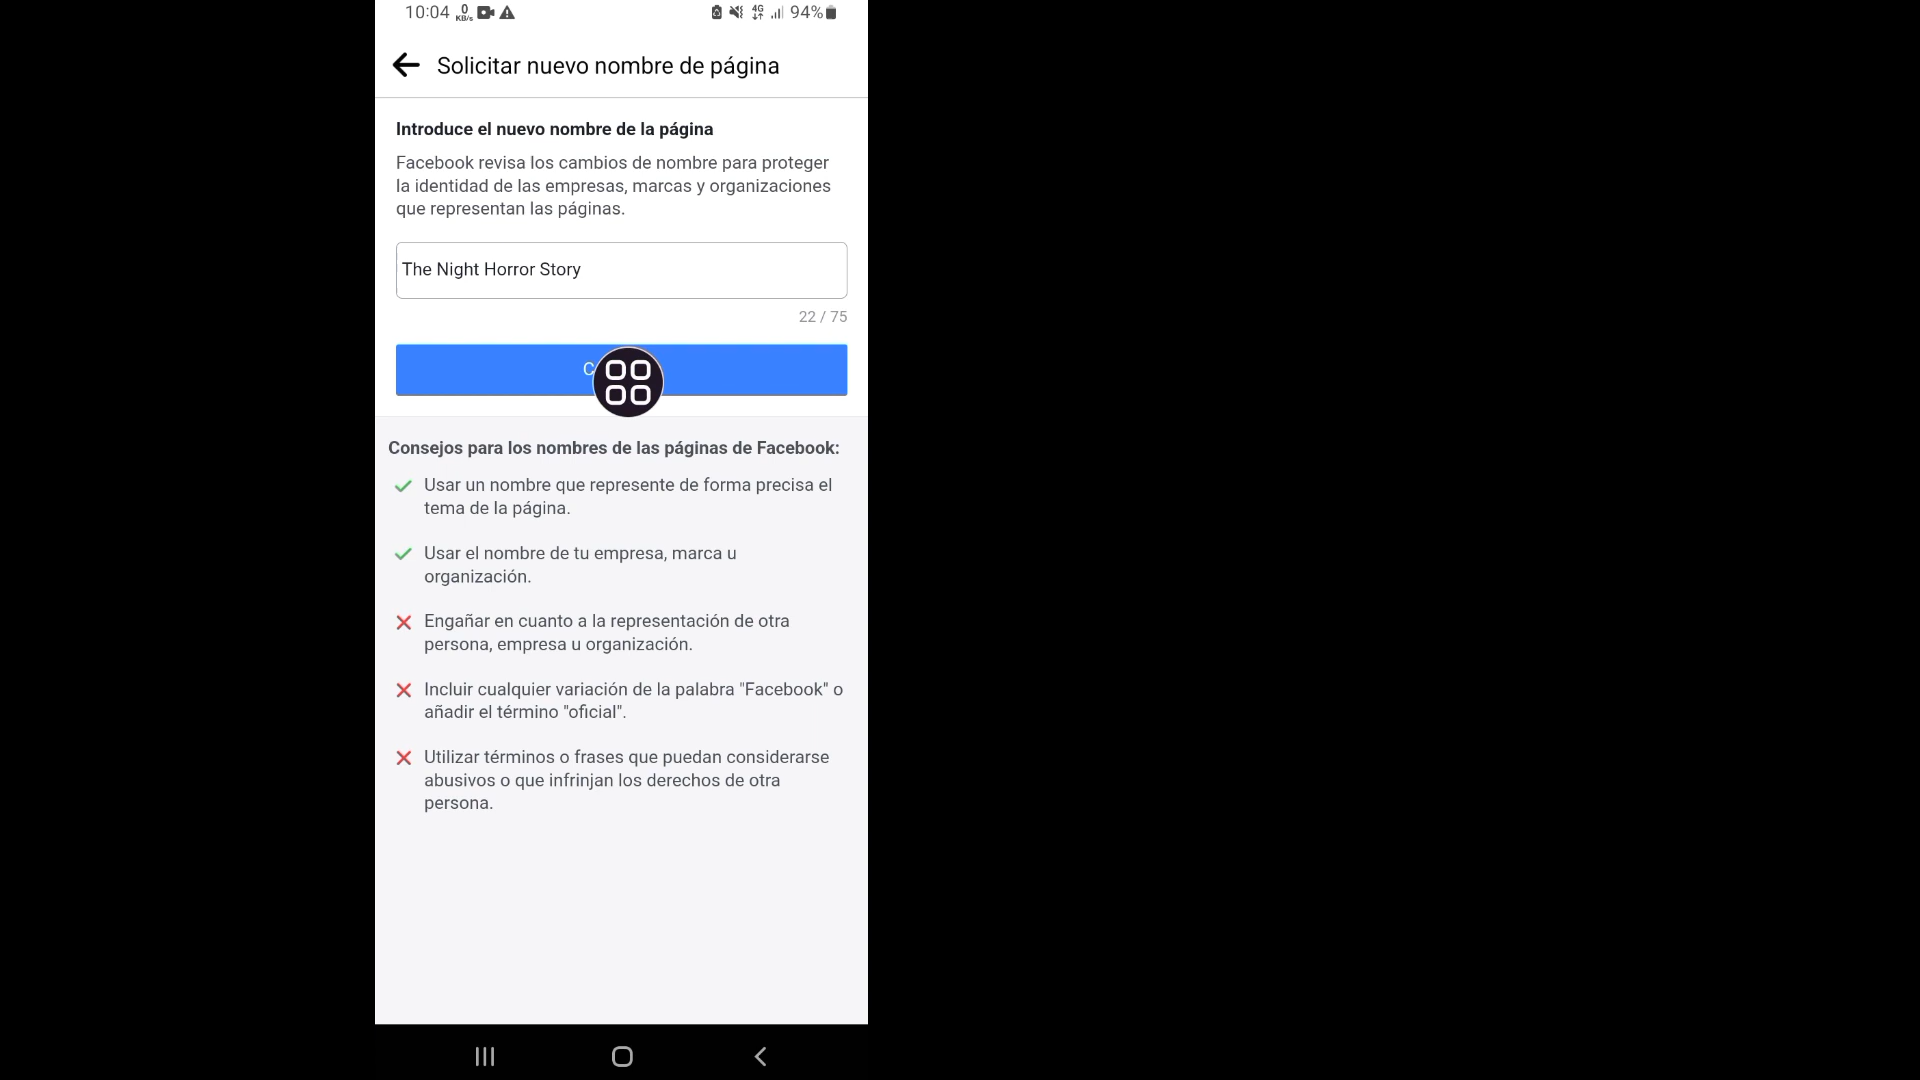 10:04 0 KB/s 4G 94%
Solicitar nuevo nombre de página
Introduce el nuevo nombre de la página
Facebook revisa los cambios de nombre para proteger
la identidad de las empresas, marcas y organizaciones
que representan las páginas.
The Night Horror Story
22 / 75
Consejos para los nombres de las páginas de Facebook:
Usar un nombre que represente de forma precisa el
tema de la página.
Usar el nombre de tu empresa, marca u
organización.
Engañar en cuanto a la representación de otra
persona, empresa u organización.
Incluir cualquier variación de la palabra "Facebook" o
añadir el término "oficial".
Utilizar términos o frases que puedan considerarse
abusivos o que infrinjan los derechos de otra
persona.